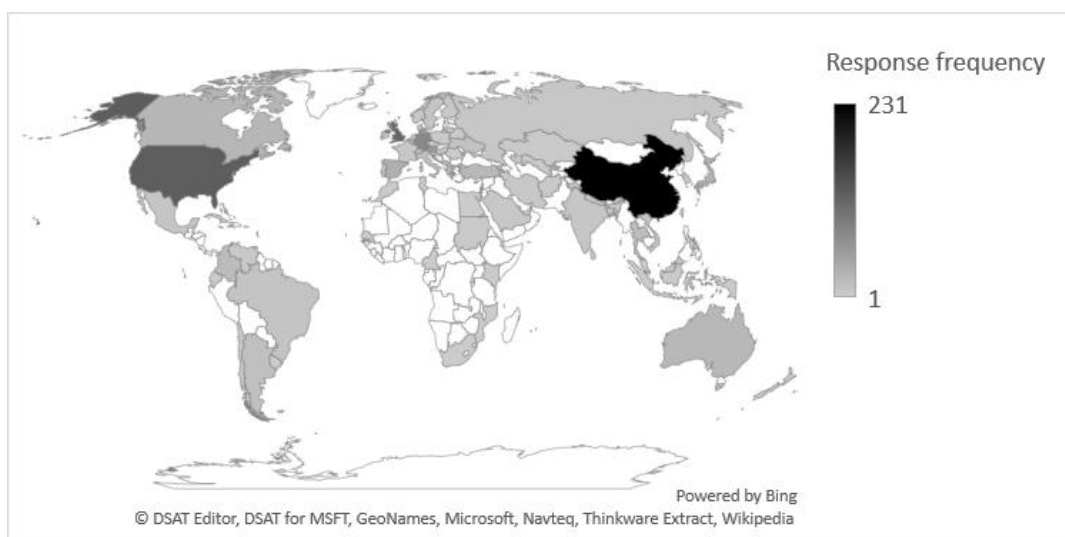 Response frequency
231
1
Powered by Bing
© DSAT Editor, DSAT for MSFT, GeoNames, Microsoft, Navteq, Thinkware Extract, Wikipedia